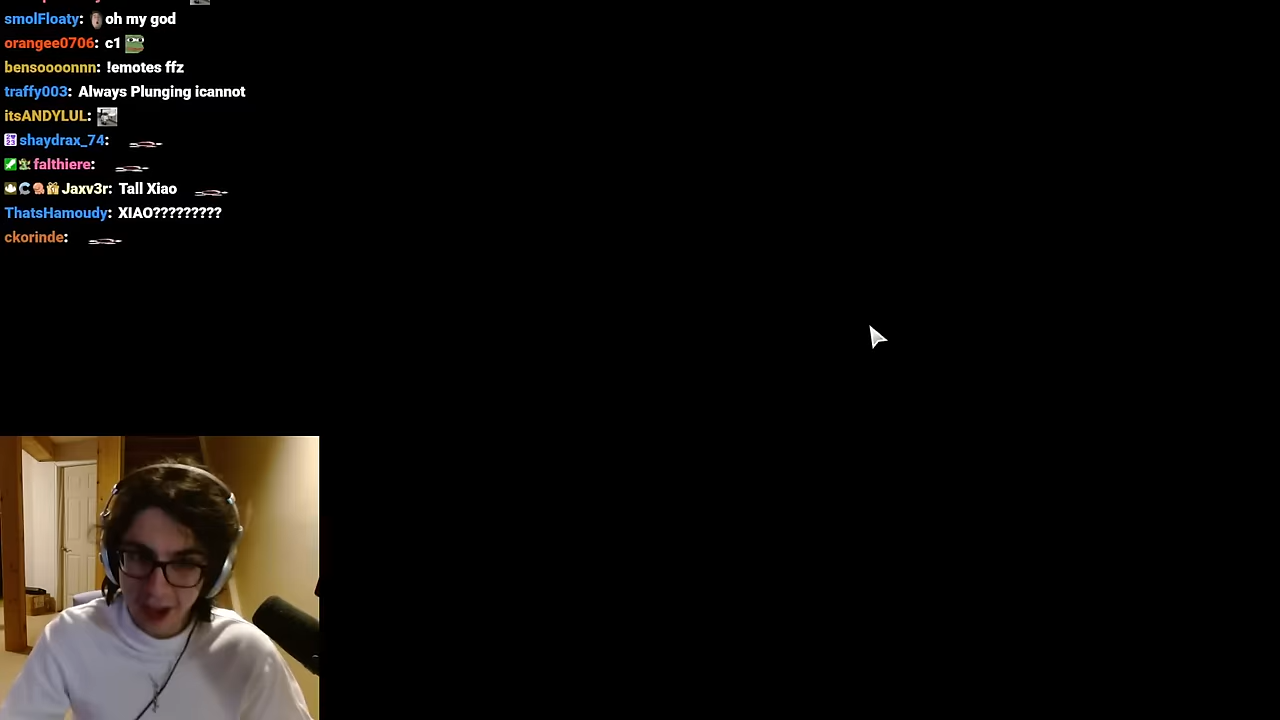 smolFloaty: oh my god
orangee0706: c1
bensoooonnn: !emotes ffz
traffy003: Always Plunging icannot
itsANDYLUL:
shaydrax_74:
falthiere:
Jaxv3r: Tall Xiao
ThatsHamoudy: XIAO?????????
ckorinde: